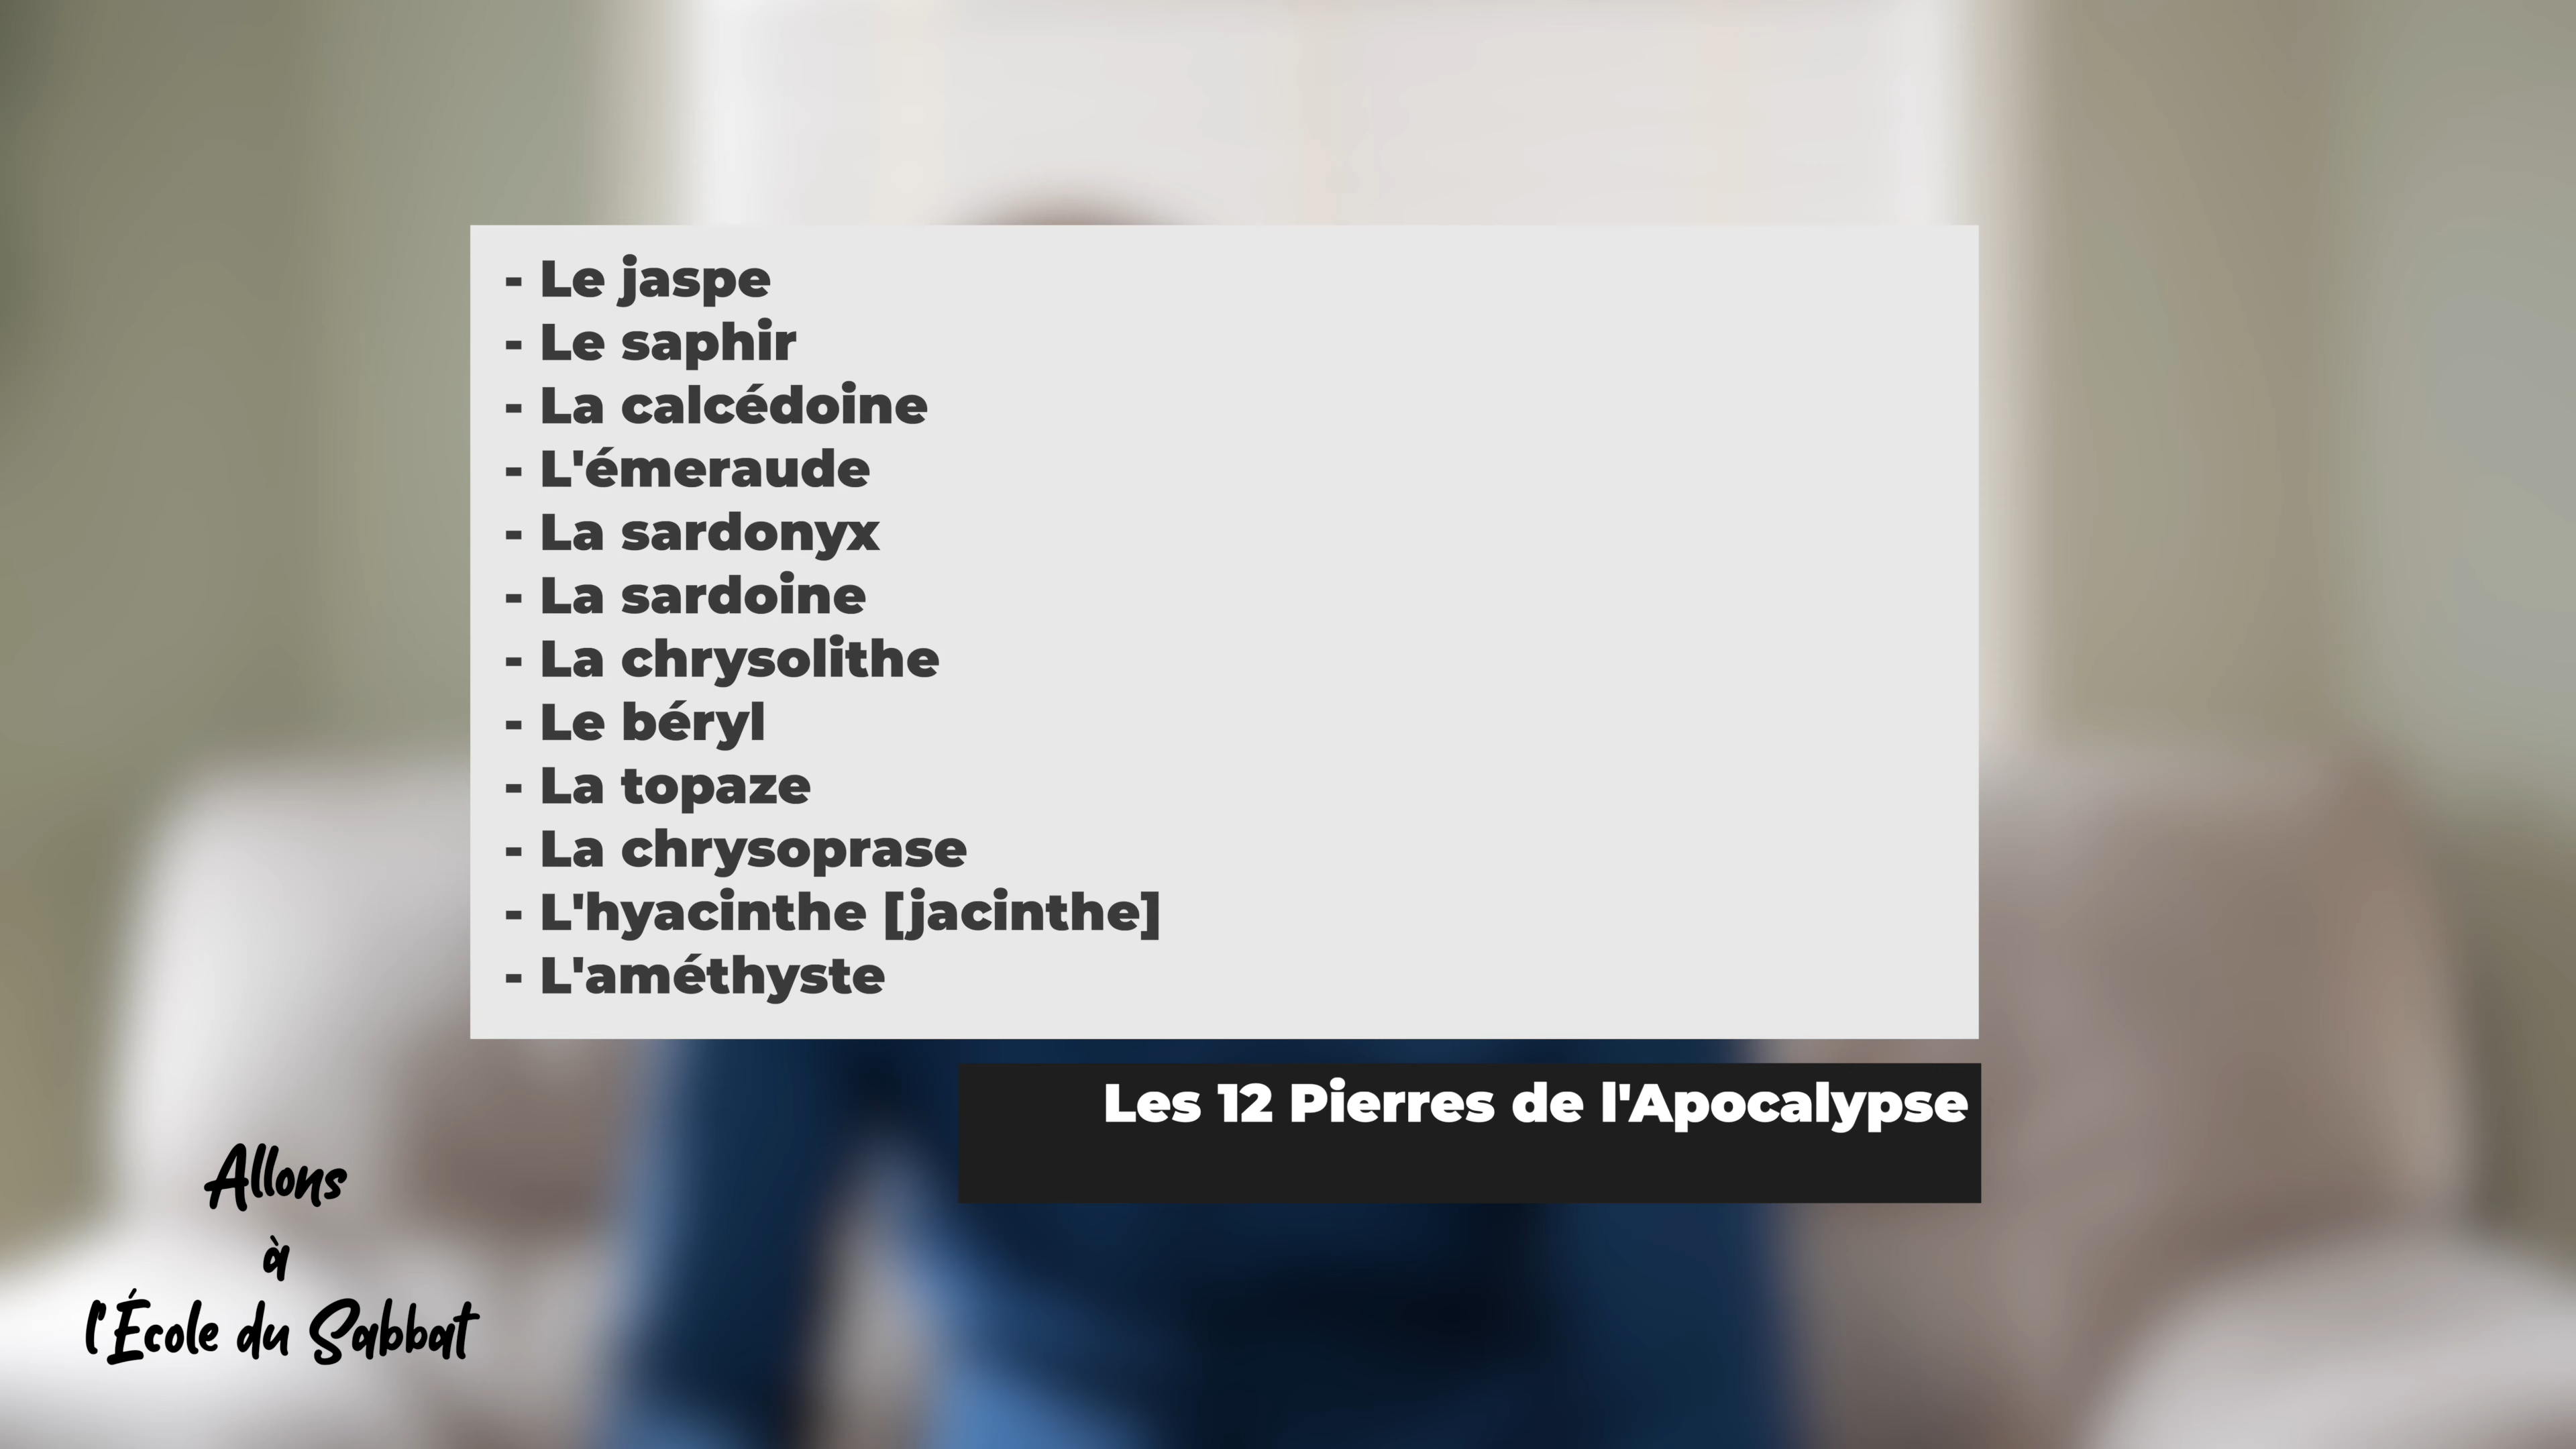 - Le jaspe
- Le saphir
- La calcédoine
- L'émeraude
- La sardonyx
- La sardoine
- La chrysolithe
- Le béryl
- La topaze
- La chrysoprase
- L'hyacinthe [jacinthe]
- L'améthyste
Les 12 Pierres de l'Apocalypse
Allons
à
l'École du Sabbat